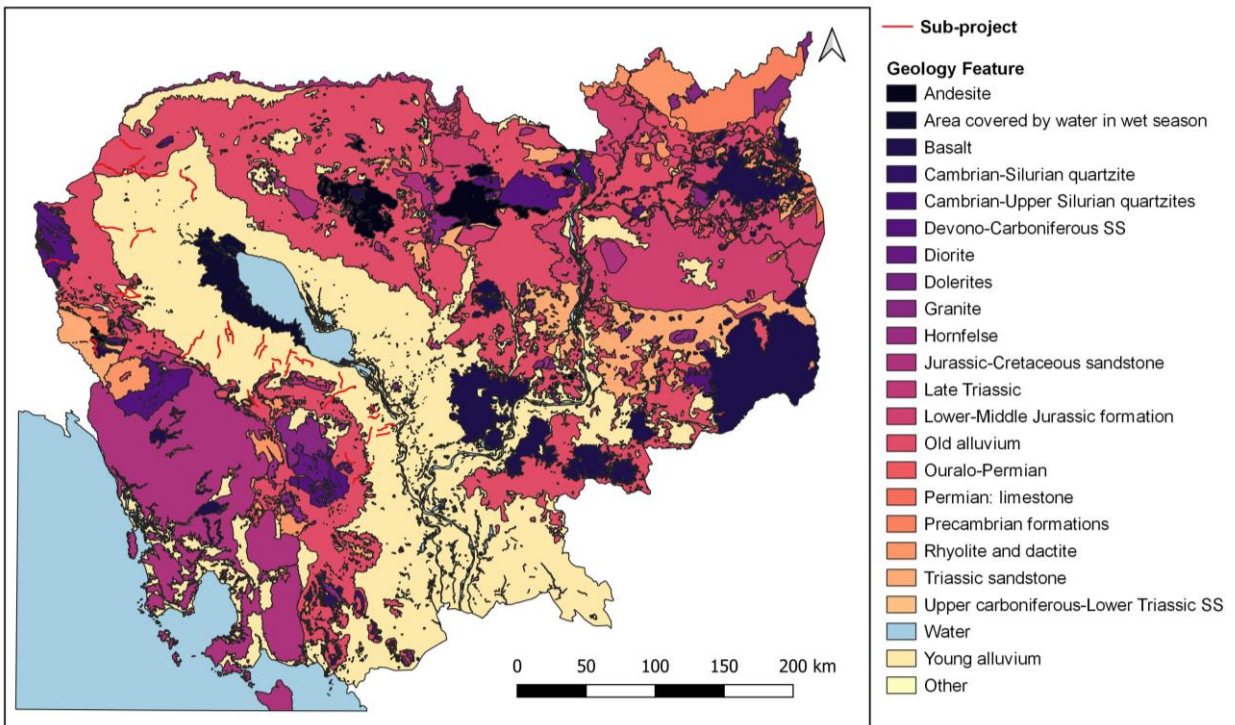 Sub-project
Geology Feature
Andesite
Area covered by water in wet season
Basalt
Cambrian-Silurian quartzite
Cambrian-Upper Silurian quartzites
Devono-Carboniferous SS
Diorite
Dolerites
Granite
Hornfelse
Jurassic-Cretaceous sandstone
Late Triassic
Lower-Middle Jurassic formation
Old alluvium
Ouralo-Permian
Permian: limestone
Precambrian formations
Rhyolite and dactite
Triassic sandstone
Upper carboniferous-Lower Triassic SS
Water
Young alluvium
Other
0 50 100 150 200 km